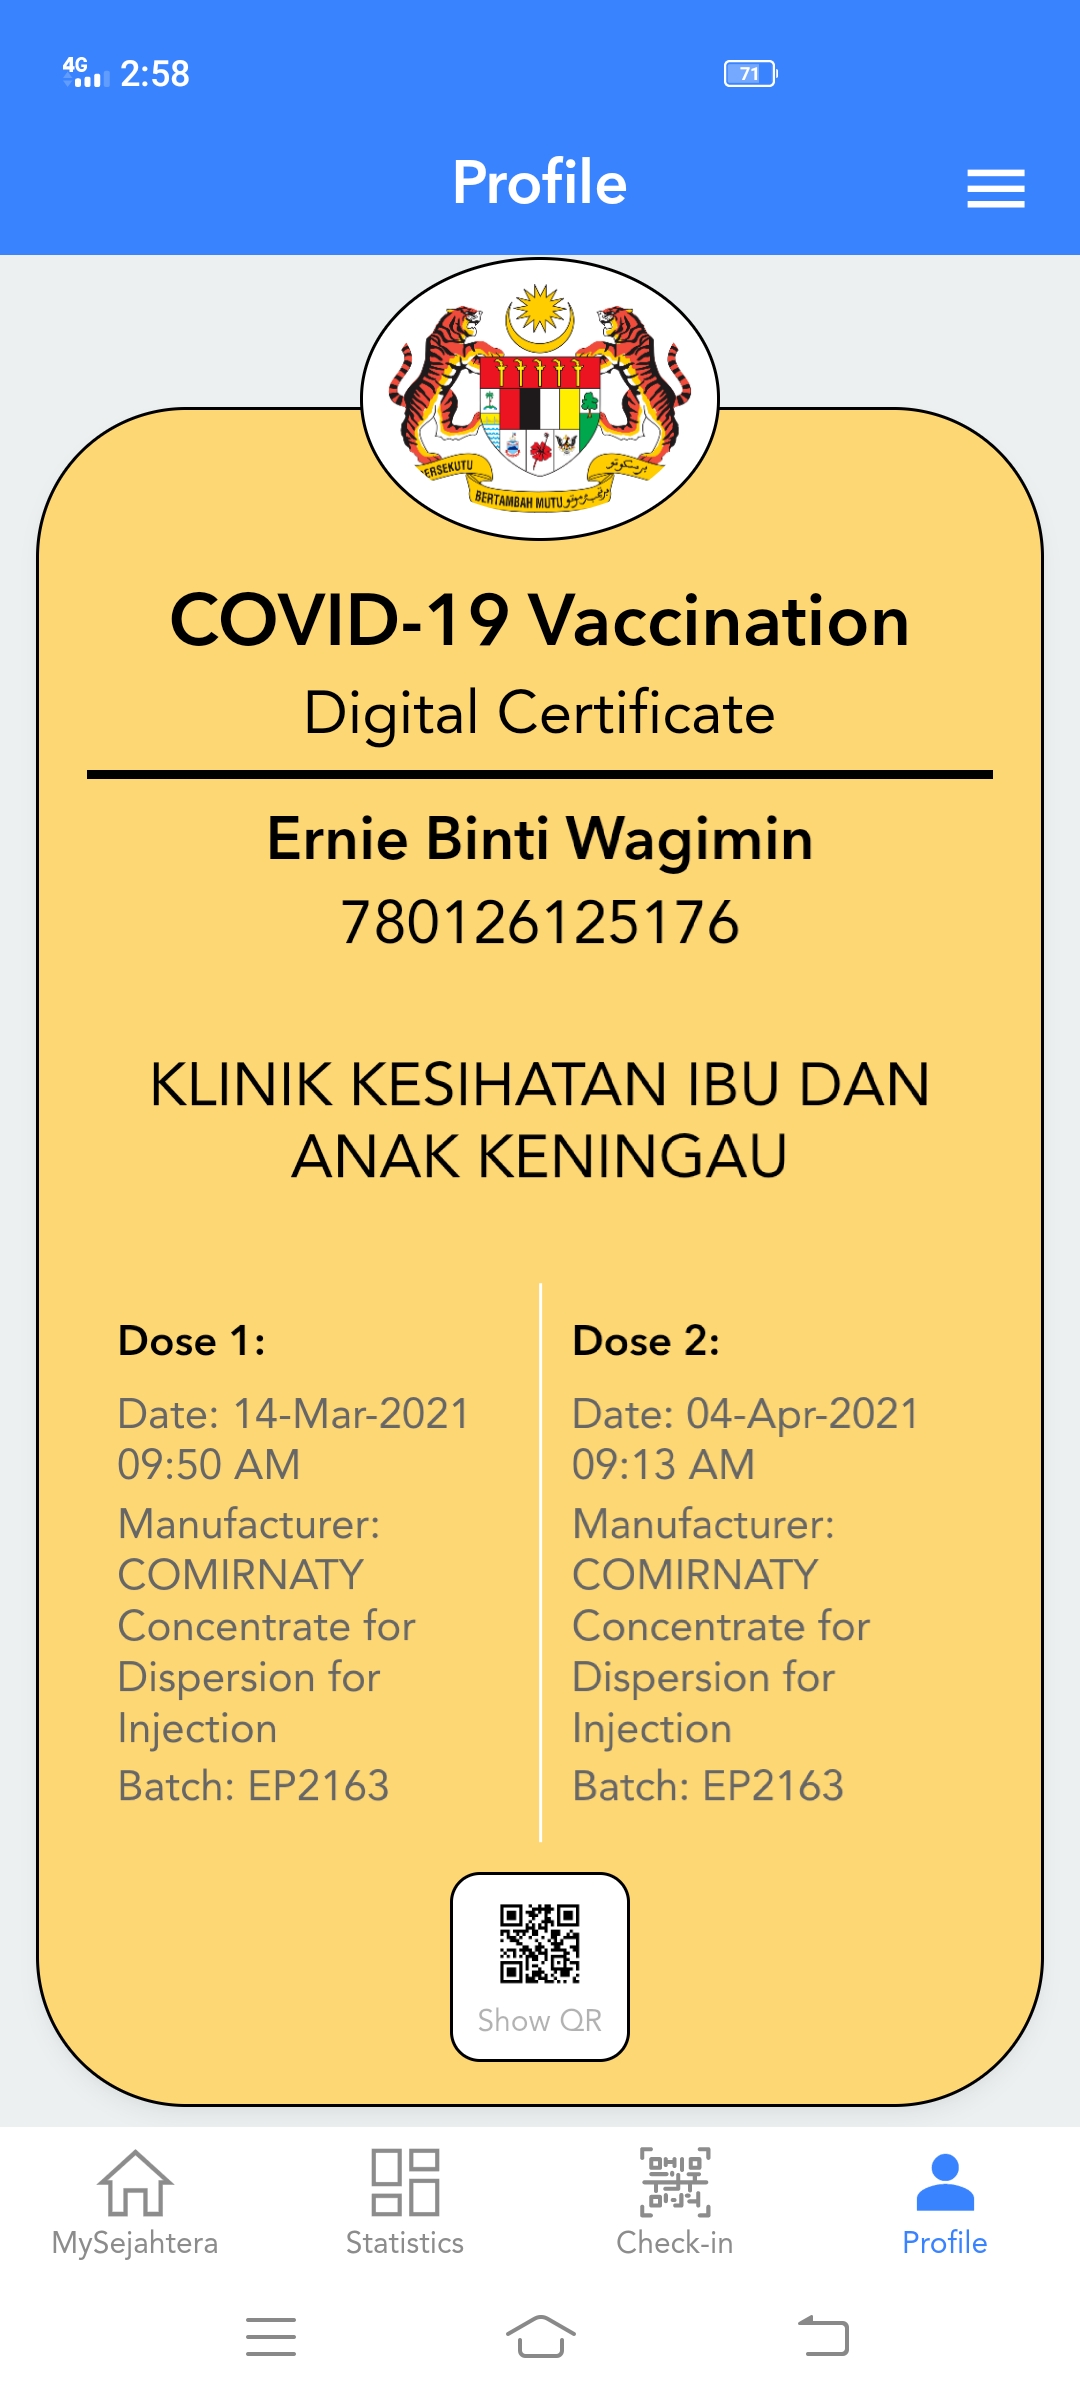 4G 2:58 71
Profile
ERSEKUTU
BERTAMBAH MUTU
COVID-19 Vaccination
Digital Certificate
Ernie Binti Wagimin
780126125176
KLINIK KESIHATAN IBU DAN
ANAK KENINGAU
Dose 1:
Date: 14-Mar-2021
09:50 AM
Manufacturer:
COMIRNATY
Concentrate for
Dispersion for
Injection
Batch: EP2163
Dose 2:
Date: 04-Apr-2021
09:13 AM
Manufacturer:
COMIRNATY
Concentrate for
Dispersion for
Injection
Batch: EP2163
Show QR
MySejahtera
Statistics
Check-in
Profile